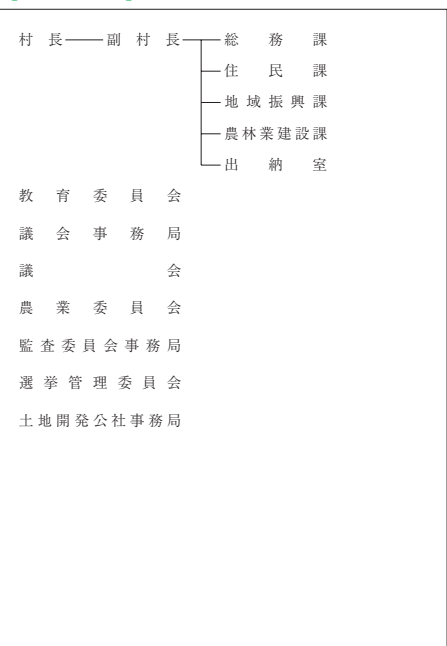 村長 副村長 総務課
住民課
地域振興課
農林業建設課
出納室
教育委員会
議会事務局
議会
農業委員会
監査委員会事務局
選挙管理委員会
土地開発公社事務局